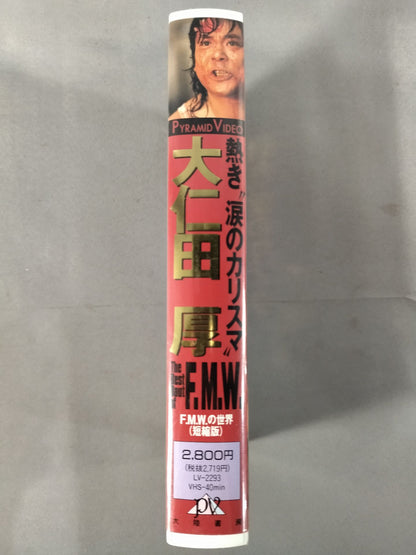 PYRAMID VIDEO
熱き"涙のカリスマ"
大仁田 厚
The
Best
Bout
of
F.M.W.
F.M.W.の世界
(短縮版)
2,800円
(税抜2,719円)
LV-2293
VHS-40min
PV
大陸書房